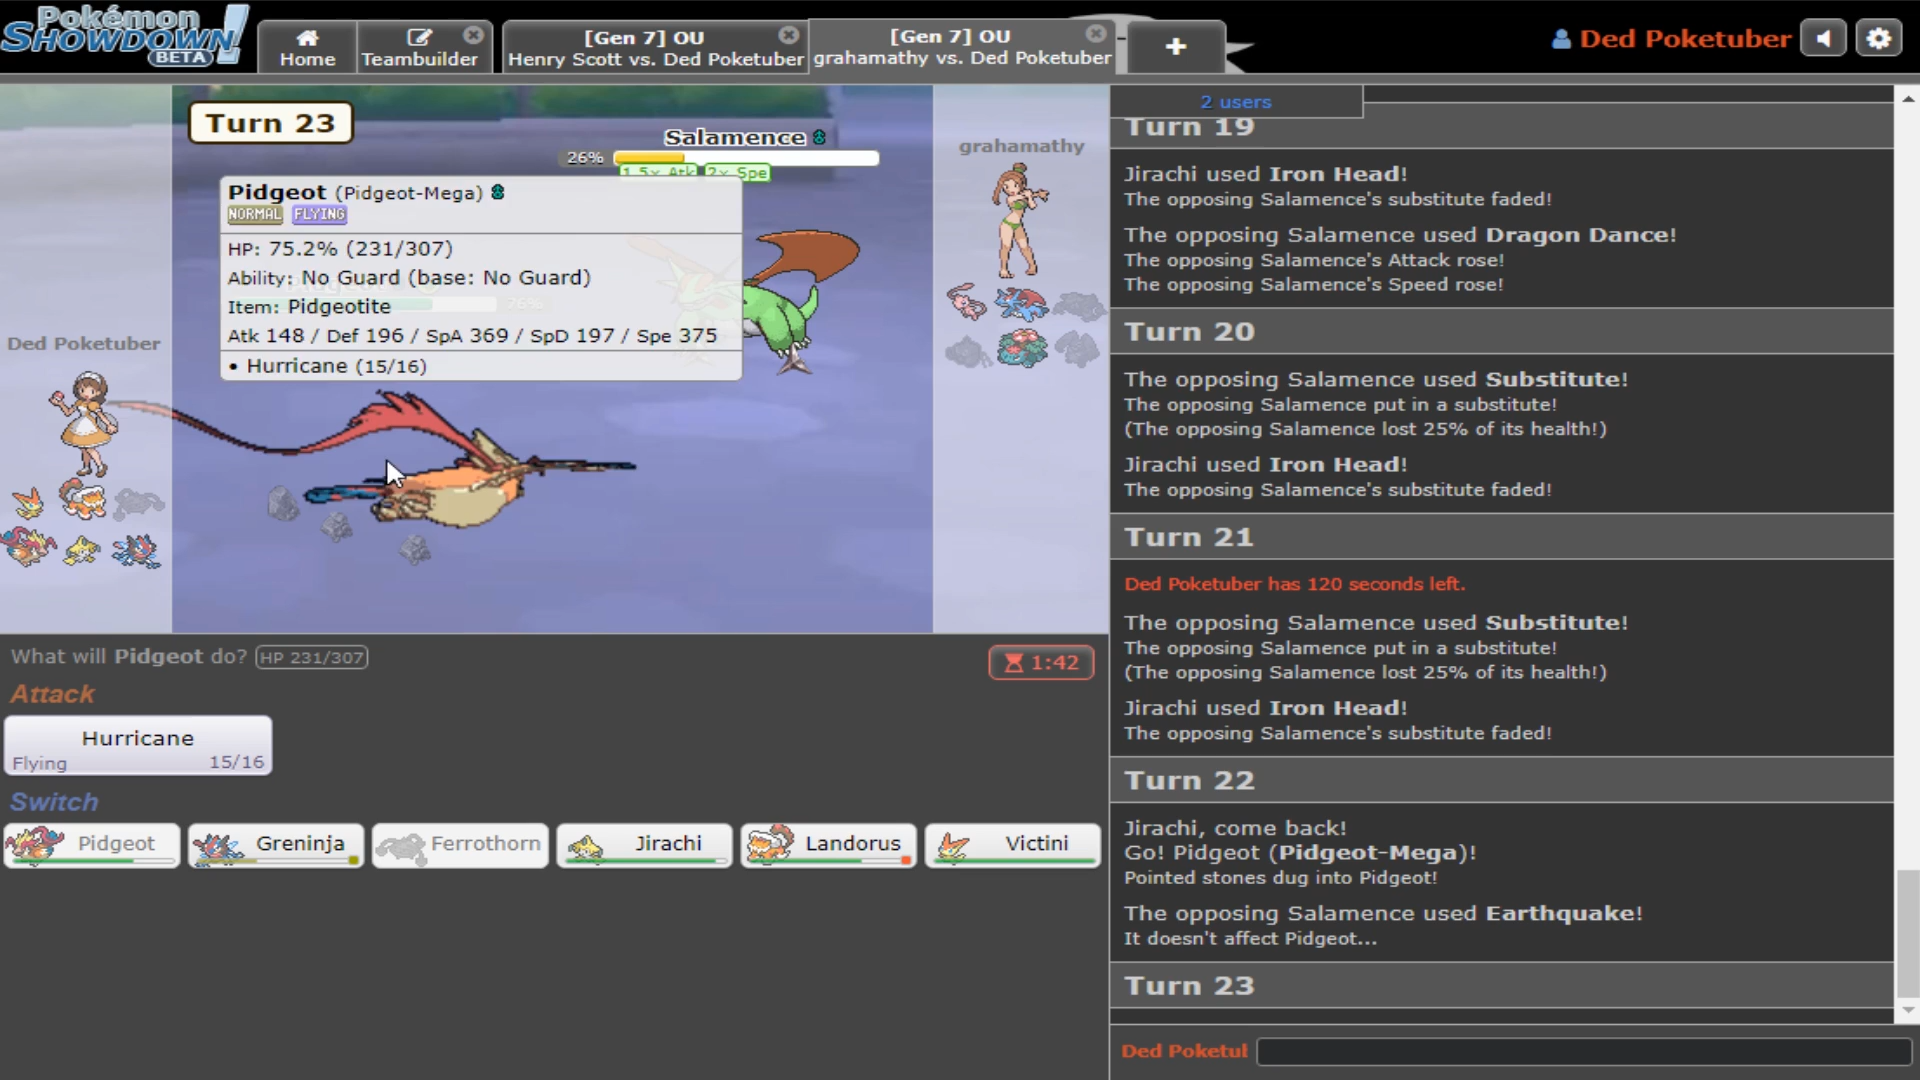 Pokémon
SHOWDOWN!
BETA
Home
Teambuilder
[Gen 7] OU
Henry Scott vs. Ded Poketuber
[Gen 7] OU
grahamathy vs. Ded Poketuber
+
Ded Poketuber
Turn 23
Salamence
26%
1.5× Atk 2× Spe
Pidgeot (Pidgeot-Mega)
NORMAL FLYING
HP: 75.2% (231/307)
Ability: No Guard (base: No Guard)
Item: Pidgeotite
Atk 148 / Def 196 / SpA 369 / SpD 197 / Spe 375
• Hurricane (15/16)
Ded Poketuber
grahamathy
What will Pidgeot do? HP 231/307
1:42
Attack
Hurricane
Flying 15/16
Switch
Pidgeot
Greninja
Ferrothorn
Jirachi
Landorus
Victini
2 users
Turn 19
Jirachi used Iron Head!
The opposing Salamence's substitute faded!
The opposing Salamence used Dragon Dance!
The opposing Salamence's Attack rose!
The opposing Salamence's Speed rose!
Turn 20
The opposing Salamence used Substitute!
The opposing Salamence put in a substitute!
(The opposing Salamence lost 25% of its health!)
Jirachi used Iron Head!
The opposing Salamence's substitute faded!
Turn 21
Ded Poketuber has 120 seconds left.
The opposing Salamence used Substitute!
The opposing Salamence put in a substitute!
(The opposing Salamence lost 25% of its health!)
Jirachi used Iron Head!
The opposing Salamence's substitute faded!
Turn 22
Jirachi, come back!
Go! Pidgeot (Pidgeot-Mega)!
Pointed stones dug into Pidgeot!
The opposing Salamence used Earthquake!
It doesn't affect Pidgeot...
Turn 23
Ded Poketul